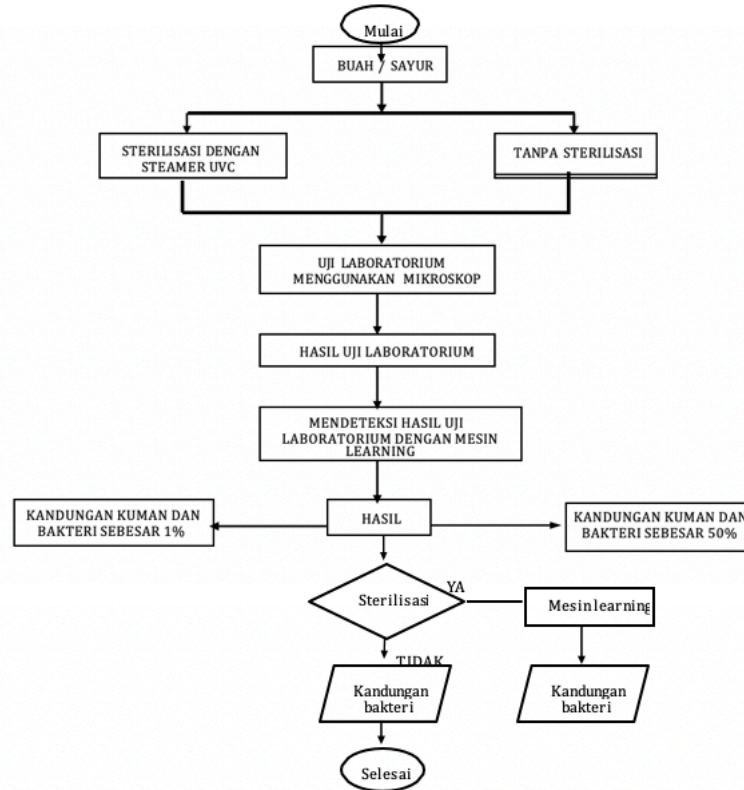 Mulai
BUAH / SAYUR
STERILISASI DENGAN
STEAMER UVC
TANPA STERILISASI
UJI LABORATORIUM
MENGGUNAKAN MIKROSKOP
HASIL UJI LABORATORIUM
MENDETEKSI HASIL UJI
LABORATORIUM DENGAN MESIN
LEARNING
KANDUNGAN KUMAN DAN
BAKTERI SEBESAR 1%
HASIL
KANDUNGAN KUMAN DAN
BAKTERI SEBESAR 50%
Sterilisasi
YA
Mesin learning
TIDAK
Kandungan
bakteri
Kandungan
bakteri
Selesai